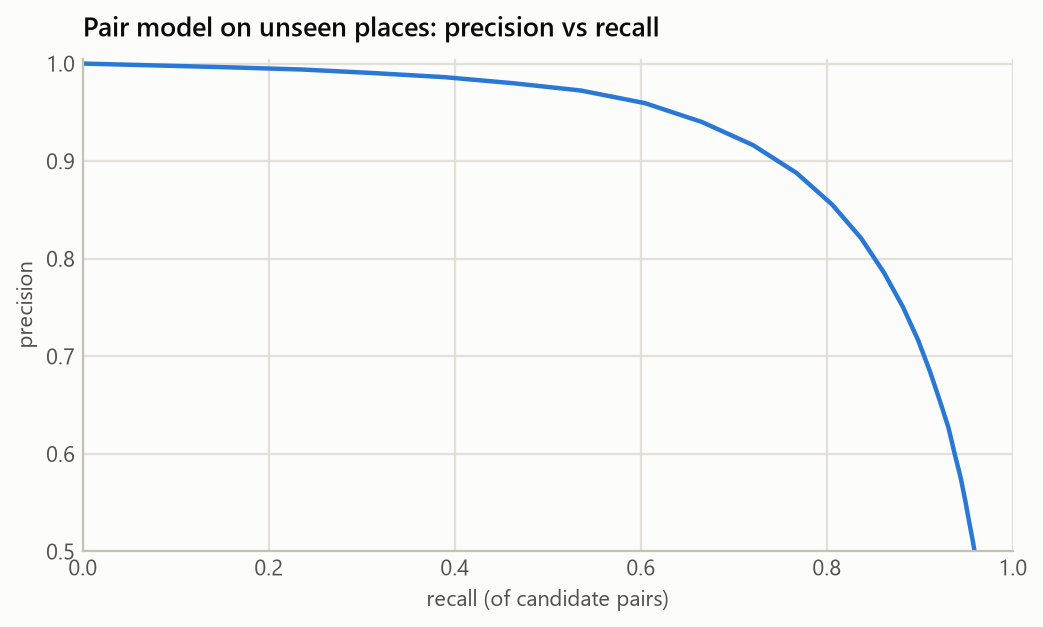 Pair model on unseen places: precision vs recall
1.0
0.9
0.8
0.7
0.6
0.5
precision
0.0 0.2 0.4 0.6 0.8 1.0
recall (of candidate pairs)